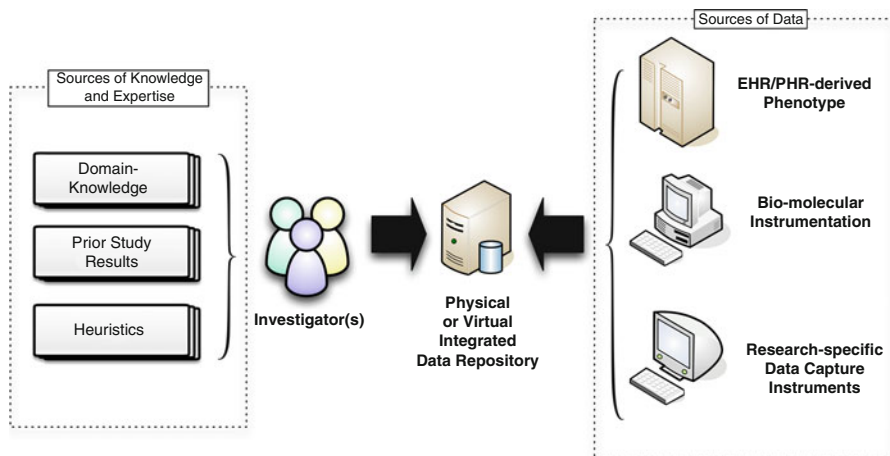 Sources of Knowledge
and Expertise
Domain-
Knowledge
Prior Study
Results
Heuristics
Investigator(s)
Physical
or Virtual
Integrated
Data Repository
Sources of Data
EHR/PHR-derived
Phenotype
Bio-molecular
Instrumentation
Research-specific
Data Capture
Instruments